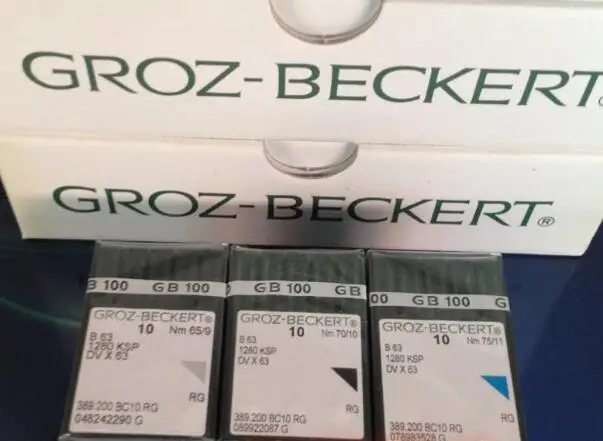 GROZ-BECKERT
GROZ-BECKERT®
B 100 GB 100
GROZ-BECKERT®
10 Nm 65/9
B 63
1280 KSP
DV X 63
RG
389.200 BC10 RG
048242290 G
GB 100 GB
GROZ-BECKERT®
10 Nm 70/10
B 63
1280 KSP
DV X 63
RG
389.200 BC10 RG
089922087 G
00 GB 100 G
GROZ-BECKERT®
10 Nm 75/11
B 63
1280 KSP
DV X 63
RG
389.200 BC10 RG
078983528 G